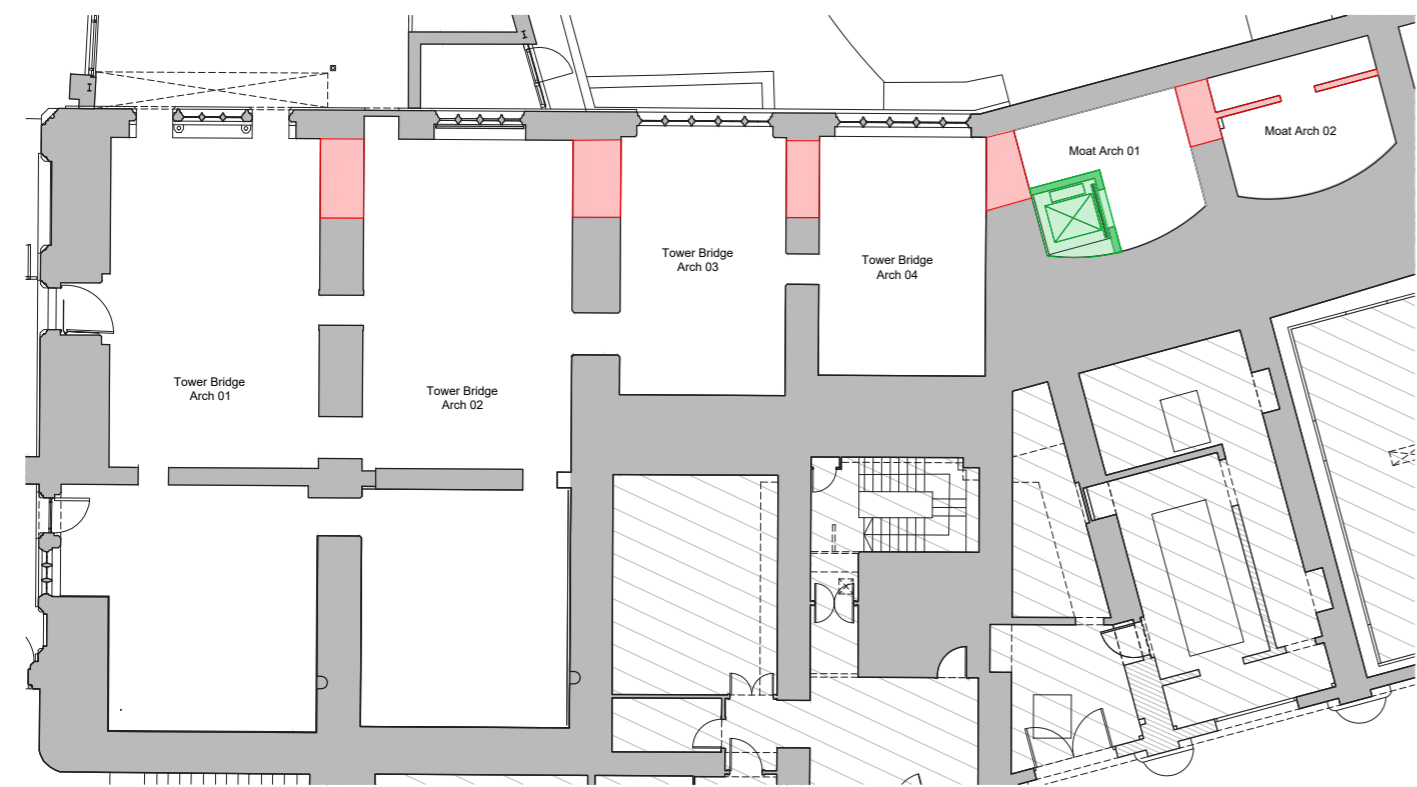 Moat Arch 02
Moat Arch 01
Tower Bridge
Arch 03
Tower Bridge
Arch 04
Tower Bridge
Arch 01
Tower Bridge
Arch 02